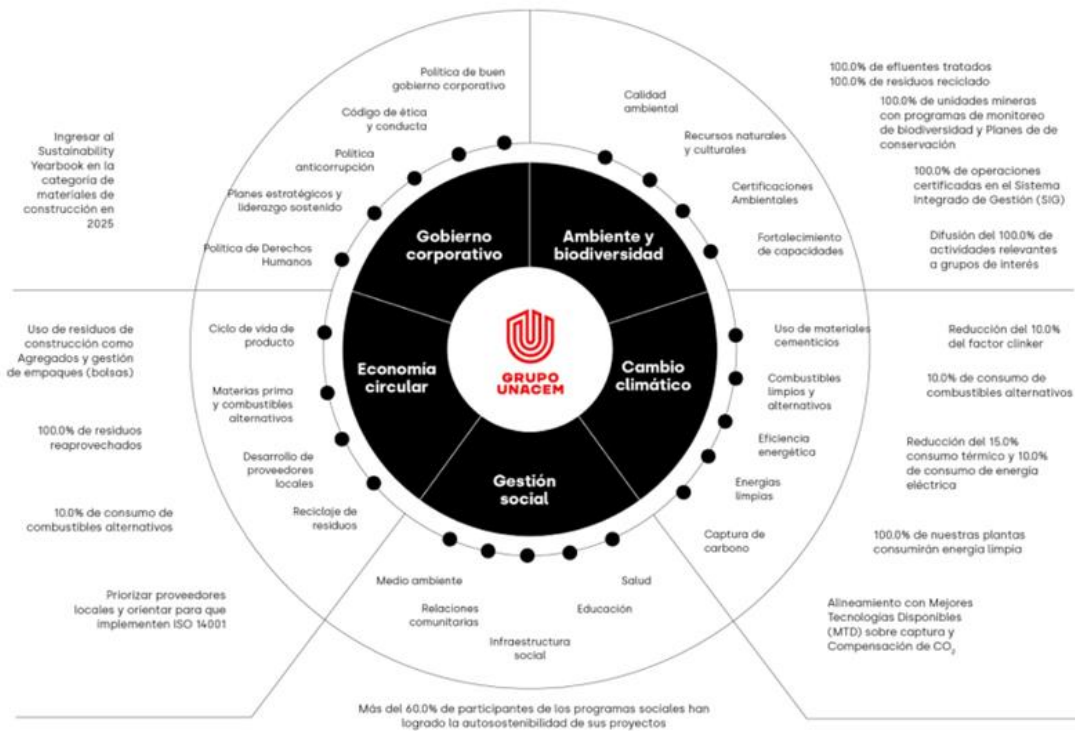 Política de buen
gobierno corporativo
Código de ética
y conducta
Política
anticorrupción
Planes estratégicos y
liderazgo sostenido
Política de Derechos
Humanos
Ingresar al
Sustainability
Yearbook en la
categoría de
materiales de
construcción en
2025
Calidad
ambiental
Recursos naturales
y culturales
Certificaciones
Ambientales
Fortalecimiento
de capacidades
100.0% de efluentes tratados
100.0% de residuos reciclado
100.0% de unidades mineras
con programas de monitoreo
de biodiversidad y Planes de de
conservación
100.0% de operaciones
certificadas en el Sistema
Integrado de Gestión (SIG)
Difusión del 100.0% de
actividades relevantes
a grupos de interés
Gobierno
corporativo
Ambiente y
biodiversidad
Economía
circular
Cambio
climático
Gestión
social
GRUPO
UNACEM
Uso de residuos de
construcción como
Agregados y gestión
de empaques (bolsas)
100.0% de residuos
reaprovechados
10.0% de consumo de
combustibles alternativos
Priorizar proveedores
locales y orientar para que
implementen ISO 14001
Ciclo de vida de
producto
Materias prima
y combustibles
alternativos
Desarrollo de
proveedores
locales
Reciclaje de
residuos
Uso de materiales
cementicios
Combustibles
limpios y
alternativos
Eficiencia
energética
Energías
limpias
Captura de
carbono
Reducción del 10.0%
del factor clinker
10.0% de consumo de
combustibles alternativos
Reducción del 15.0%
consumo térmico y 10.0%
de consumo de energía
eléctrica
100.0% de nuestras plantas
consumirán energía limpia
Alineamiento con Mejores
Tecnologías Disponibles
(MTD) sobre captura y
Compensación de CO₂
Medio ambiente
Relaciones
comunitarias
Infraestructura
social
Educación
Salud
Más del 60.0% de participantes de los programas sociales han
logrado la autosostenibilidad de sus proyectos